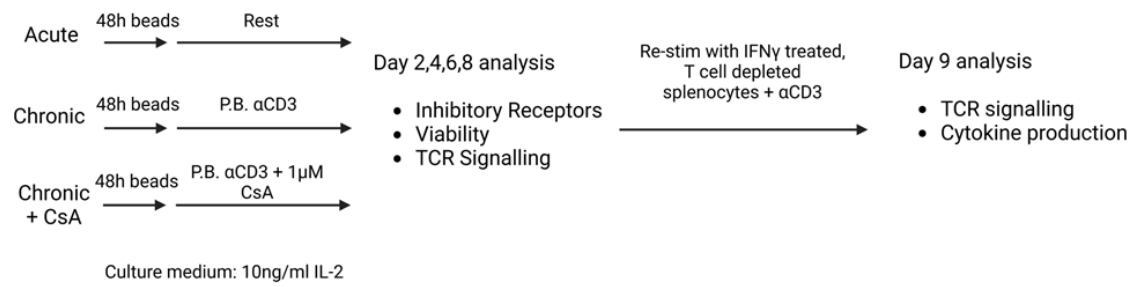 Acute
48h beads
Rest
Chronic
48h beads
P.B. αCD3
Chronic
+ CsA
48h beads
P.B. αCD3 + 1µM
CsA
Culture medium: 10ng/ml IL-2
Day 2,4,6,8 analysis
• Inhibitory Receptors
• Viability
• TCR Signalling
Re-stim with IFNγ treated,
T cell depleted
splenocytes + αCD3
Day 9 analysis
• TCR signalling
• Cytokine production